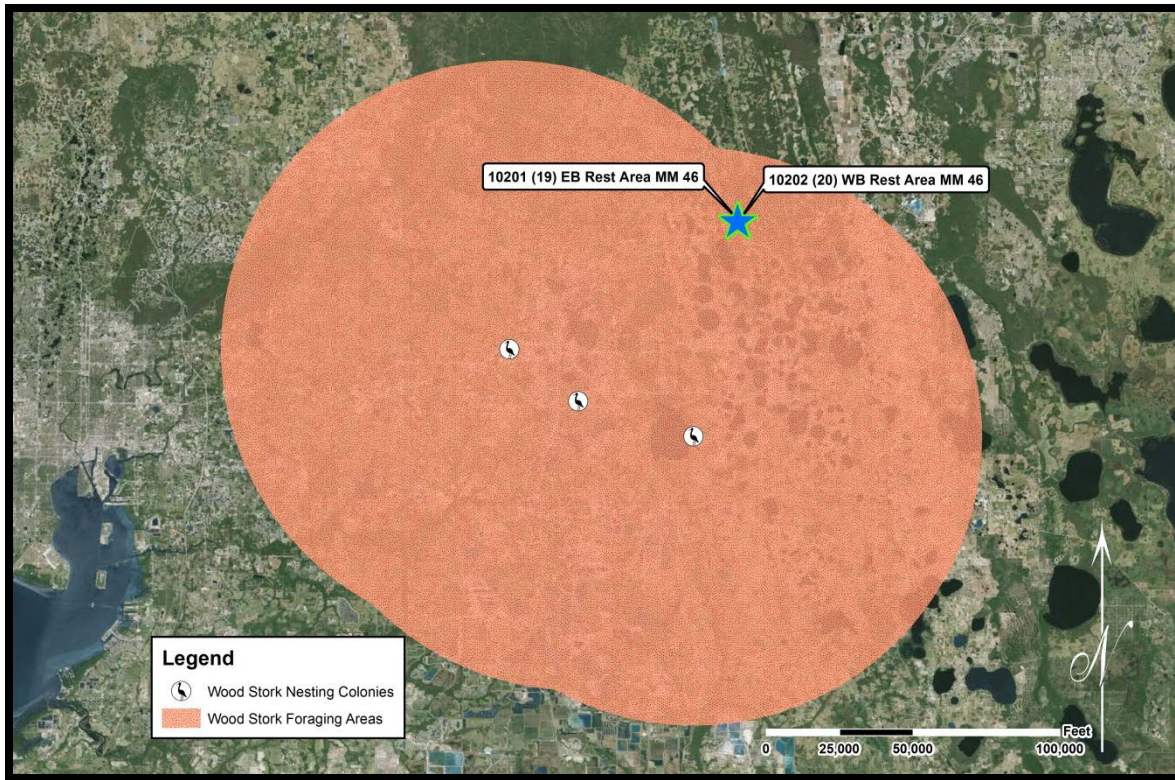 10201 (19) EB Rest Area MM 46
10202 (20) WB Rest Area MM 46
Legend
Wood Stork Nesting Colonies
Wood Stork Foraging Areas
N
Feet
0 25,000 50,000 100,000